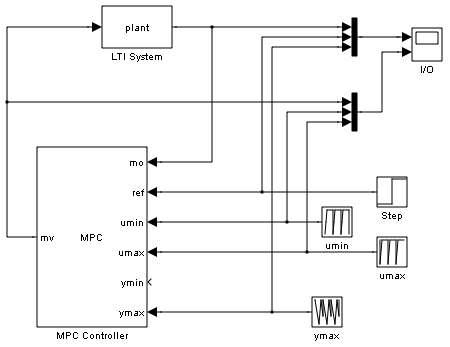 plant
LTI System
I/O
mo
ref
Step
umin
umin
mv
MPC
umax
umax
ymin
ymax
MPC Controller
ymax